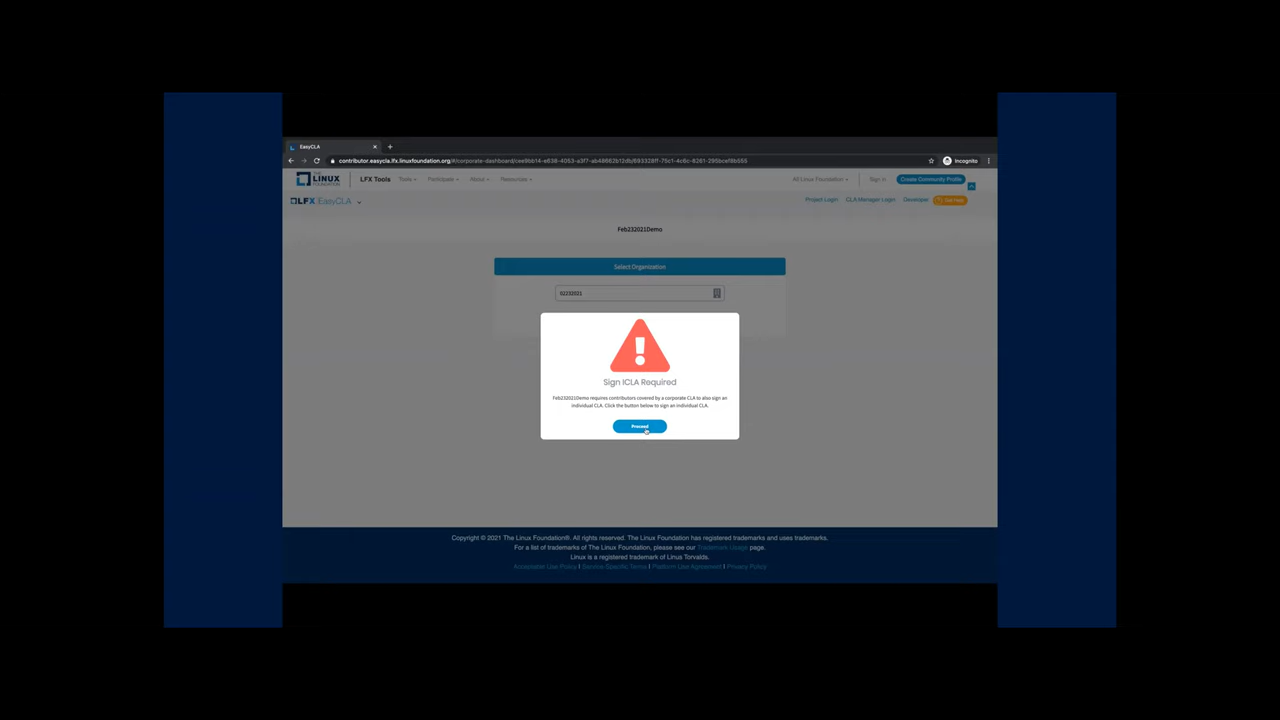 EasyCLA
contributor.easycla.lfx.linuxfoundation.org/#/corporate-dashboard/
Incognito
THE LINUX FOUNDATION
LFX Tools
Tools
Participate
About
Resources
All Linux Foundation
Sign In
Create Community Profile
LFX EasyCLA
Project Login
CLA Manager Login
Developer
Get Help
Feb232021Demo
Select Organization
02232021
Sign ICLA Required
Feb232021Demo requires contributors covered by a corporate CLA to also sign an
individual CLA. Click the button below to sign an individual CLA.
Proceed
Copyright © 2021 The Linux Foundation®. All rights reserved. The Linux Foundation has registered trademarks and uses trademarks.
For a list of trademarks of The Linux Foundation, please see our Trademark Usage page.
Linux is a registered trademark of Linus Torvalds.
Acceptable Use Policy | Service-Specific Terms | Platform Use Agreement | Privacy Policy